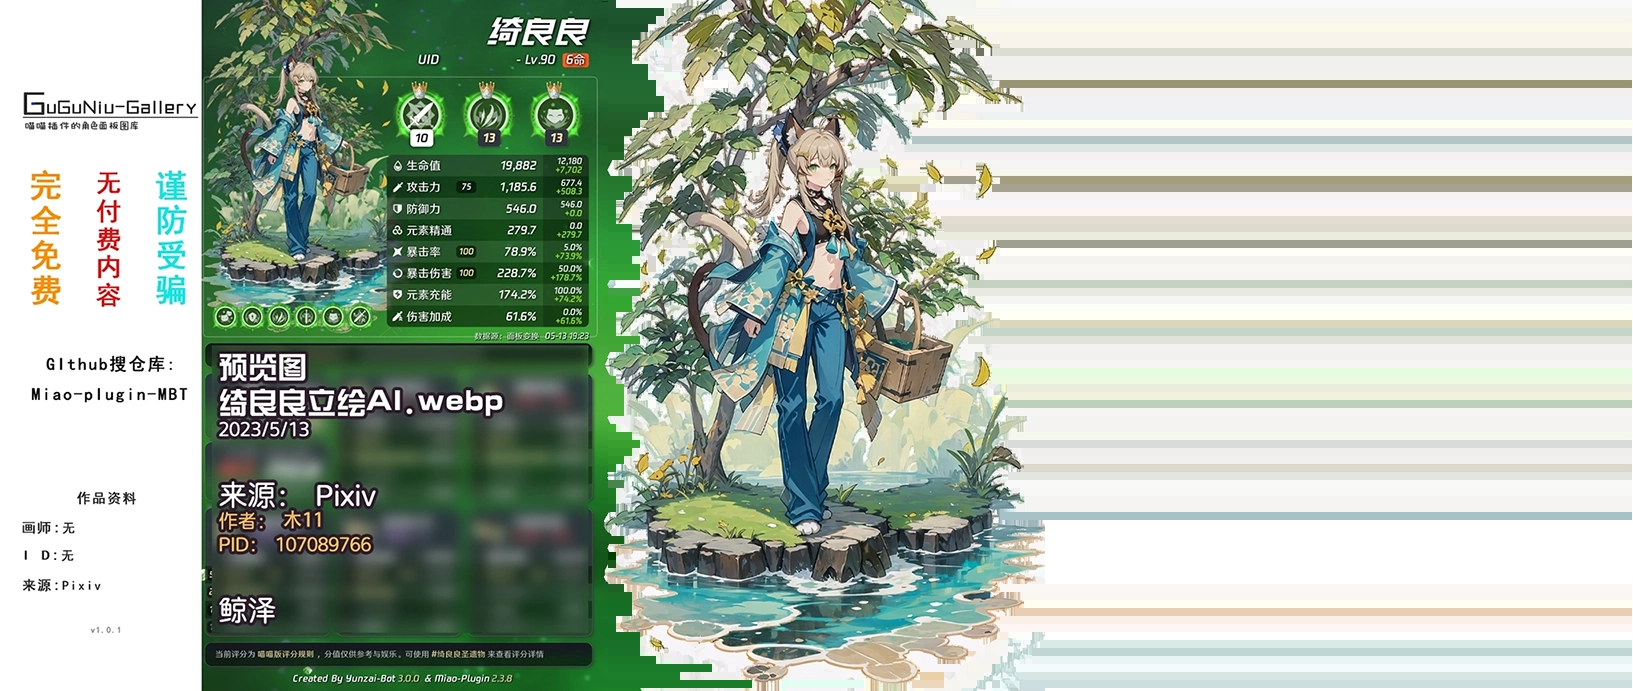 GuGuNiu-Gallery
喵喵插件的角色面板图库
完全免费
无付费内容
谨防受骗
GIthub搜仓库:
Miao-plugin-MBT
作品资料
画师:无
I D:无
来源:Pixiv
v1.0.1
绮良良
UID - Lv.90 6命
10 13 13
生命值 19,882 12,180 +7,702
攻击力 75 1,185.6 677.4 +508.3
防御力 546.0 546.0 +0.0
元素精通 279.7 0.0 +279.7
暴击率 100 78.9% 5.0% +73.9%
暴击伤害 100 228.7% 50.0% +178.7%
元素充能 174.2% 100.0% +74.2%
伤害加成 61.6% 0.0% +61.6%
数据源：面板变换 05-13 19:23
预览图
绮良良立绘AI.webp
2023/5/13
来源： Pixiv
作者： 木11
PID： 107089766
鲸泽
当前评分为 喵喵版评分规则 ，分值仅供参考与娱乐。可使用 #绮良良圣遗物 来查看评分详情
Created By Yunzai-Bot 3.0.0 & Miao-Plugin 2.3.8